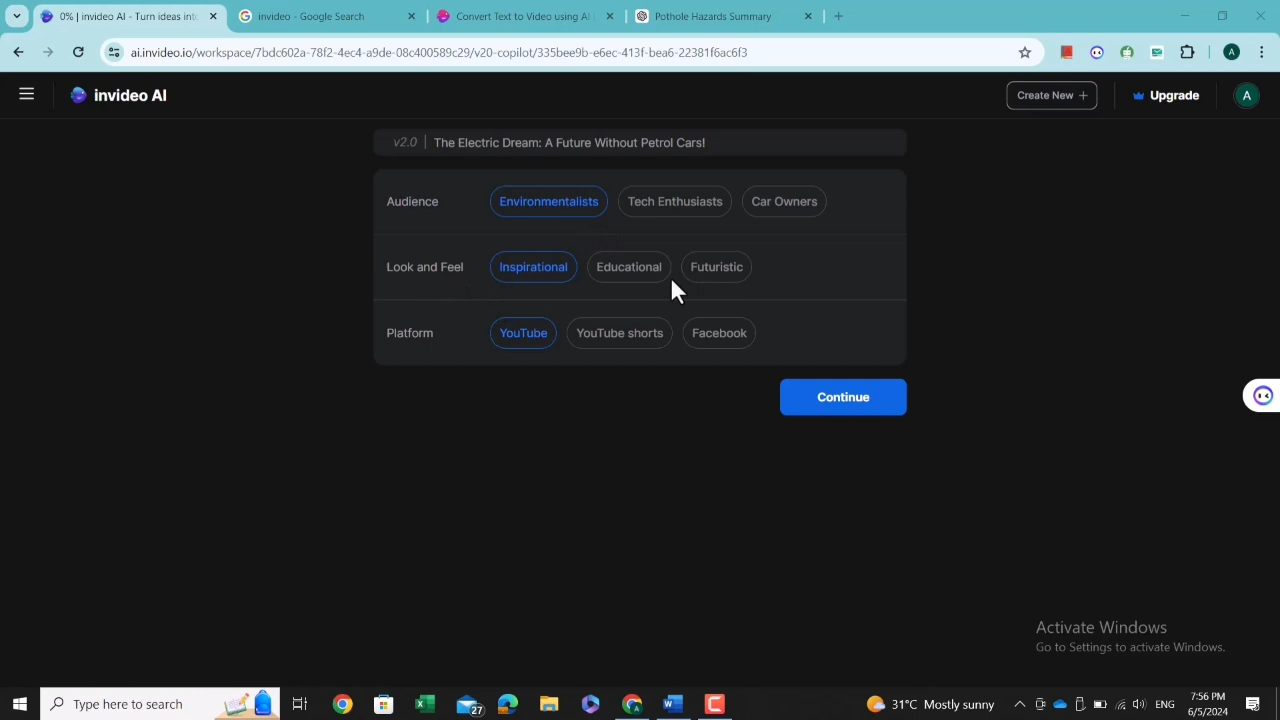 0% | invideo AI - Turn ideas into
invideo - Google Search
Convert Text to Video using AI
Pothole Hazards Summary
ai.invideo.io/workspace/7bdc602a-78f2-4ec4-a9de-08c400589c29/v20-copilot/335bee9b-e6ec-413f-bea6-22381f6ac6f3
A
invideo AI
Create New +
Upgrade
A
v2.0 | The Electric Dream: A Future Without Petrol Cars!
Audience Environmentalists Tech Enthusiasts Car Owners
Look and Feel Inspirational Educational Futuristic
Platform YouTube YouTube shorts Facebook
Continue
Activate Windows
Go to Settings to activate Windows.
Type here to search
27
31°C Mostly sunny
ENG
7:56 PM
6/5/2024